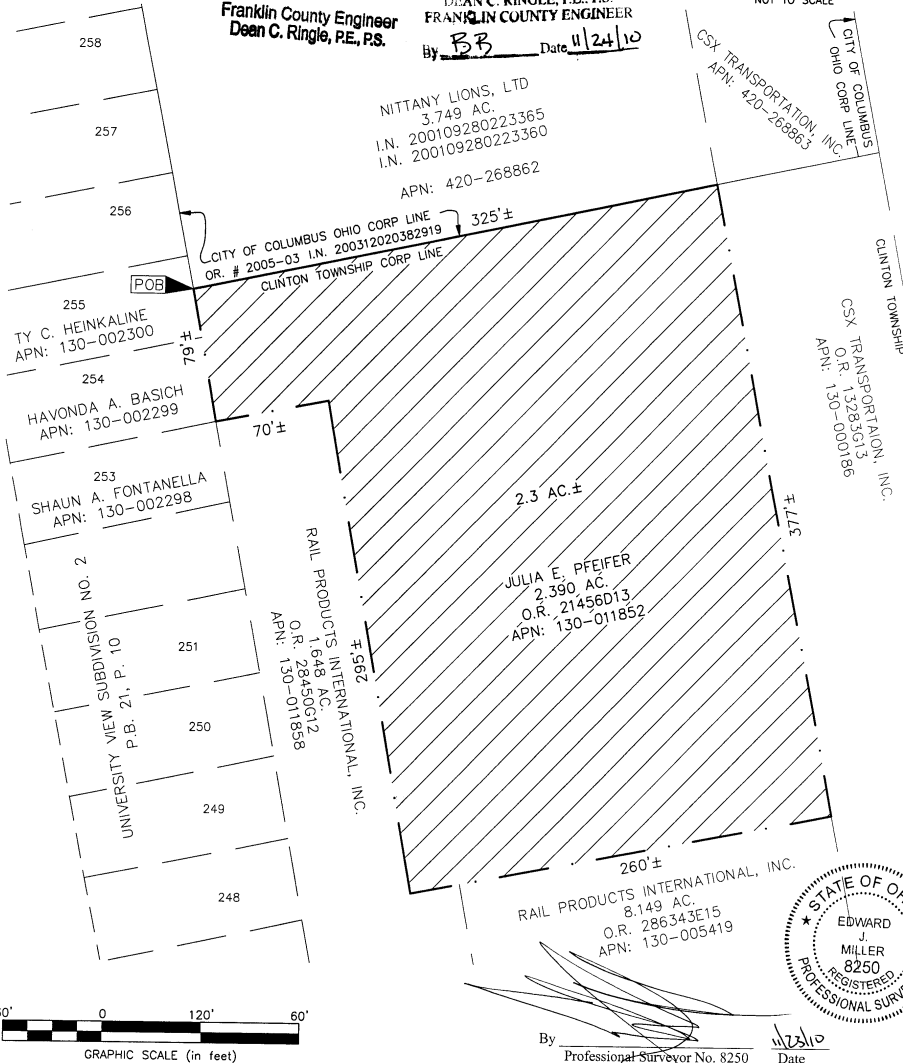 Franklin County Engineer
Dean C. Ringle, P.E., P.S.
DEAN C. RINGLE, P.E., P.S.
FRANKLIN COUNTY ENGINEER
By BB Date 11/24/10
NOT TO SCALE
258
257
256
NITTANY LIONS, LTD
3.749 AC.
I.N. 200109280223365
I.N. 200109280223360
APN: 420-268862
CSX TRANSPORTATION, INC.
APN: 420-268863
CITY OF COLUMBUS
OHIO CORP LINE
CITY OF COLUMBUS OHIO CORP LINE
OR. # 2005-03 I.N. 200312020382919
CLINTON TOWNSHIP CORP LINE
325'±
POB
255
TY C. HEINKALINE
APN: 130-002300
79'±
254
HAVONDA A. BASICH
APN: 130-002299
70'±
253
SHAUN A. FONTANELLA
APN: 130-002298
CLINTON TOWNSHIP
CSX TRANSPORTAION, INC.
O.R. 13283G13
APN: 130-000186
2.3 AC.±
377'±
JULIA E. PFEIFER
2.390 AC.
O.R. 21456D13
APN: 130-011852
RAIL PRODUCTS INTERNATIONAL, INC.
1.648 AC.
O.R. 28450G12
APN: 130-011858
295'±
UNIVERSITY VIEW SUBDIVISION NO. 2
P.B. 21, P. 10
251
250
249
248
260'±
RAIL PRODUCTS INTERNATIONAL, INC.
8.149 AC.
O.R. 286343E15
APN: 130-005419
STATE OF
EDWARD
J.
MILLER
8250
REGISTERED
PROFESSIONAL
0 120' 60'
GRAPHIC SCALE (in feet)
By
Professional Surveyor No. 8250
11/23/10
Date